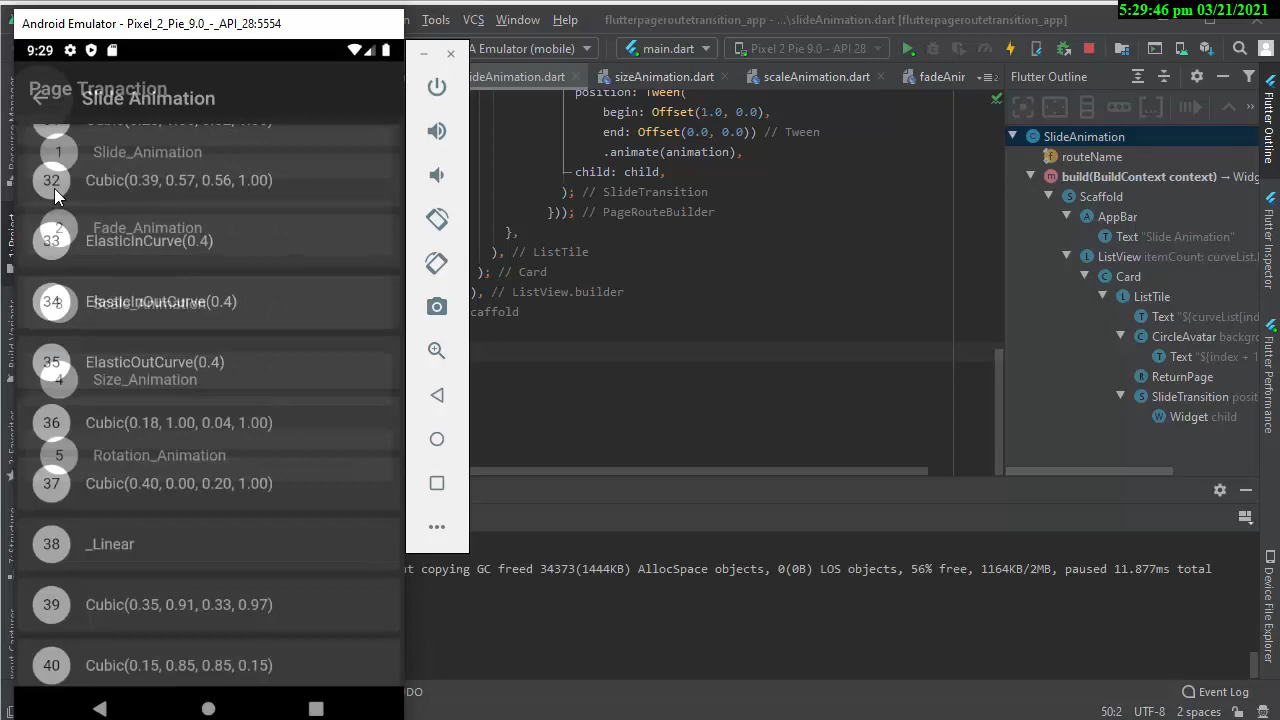 Android Emulator - Pixel_2_Pie_9.0_-_API_28:5554
Tools VCS Window Help flutterpageroutetransition_app - ...\slideAnimation.dart [flutterpageroutetransition_app]
5:29:46 pm 03/21/2021
9:29
A Emulator (mobile) main.dart Pixel 2 Pie 9.0 - API 28
Page Tranaction
Slide Animation
ideAnimation.dart sizeAnimation.dart scaleAnimation.dart fadeAnir
Flutter Outline
position: Tween(
begin: Offset(1.0, 0.0),
end: Offset(0.0, 0.0)) // Tween
.animate(animation),
child: child,
); // SlideTransition
})); // PageRouteBuilder
},
), // ListTile
); // Card
), // ListView.builder
caffold
1 Slide_Animation
32 Cubic(0.39, 0.57, 0.56, 1.00)
2 Fade_Animation
33 ElasticInCurve(0.4)
34 ElasticInOutCurve(0.4)
3 Scale_Animation
35 ElasticOutCurve(0.4)
4 Size_Animation
36 Cubic(0.18, 1.00, 0.04, 1.00)
5 Rotation_Animation
37 Cubic(0.40, 0.00, 0.20, 1.00)
38 _Linear
39 Cubic(0.35, 0.91, 0.33, 0.97)
40 Cubic(0.15, 0.85, 0.85, 0.15)
SlideAnimation
routeName
build(BuildContext context) → Widg
Scaffold
AppBar
Text "Slide Animation"
ListView itemCount: curveList.l
Card
ListTile
Text "${curveList[ind
CircleAvatar backgro
Text "${index + 1
ReturnPage
SlideTransition posit
Widget child
Flutter Outline
Flutter Inspector
Flutter Performance
Device File Explorer
t copying GC freed 34373(1444KB) AllocSpace objects, 0(0B) LOS objects, 56% free, 1164KB/2MB, paused 11.877ms total
DO
Event Log
50:2 UTF-8 2 spaces